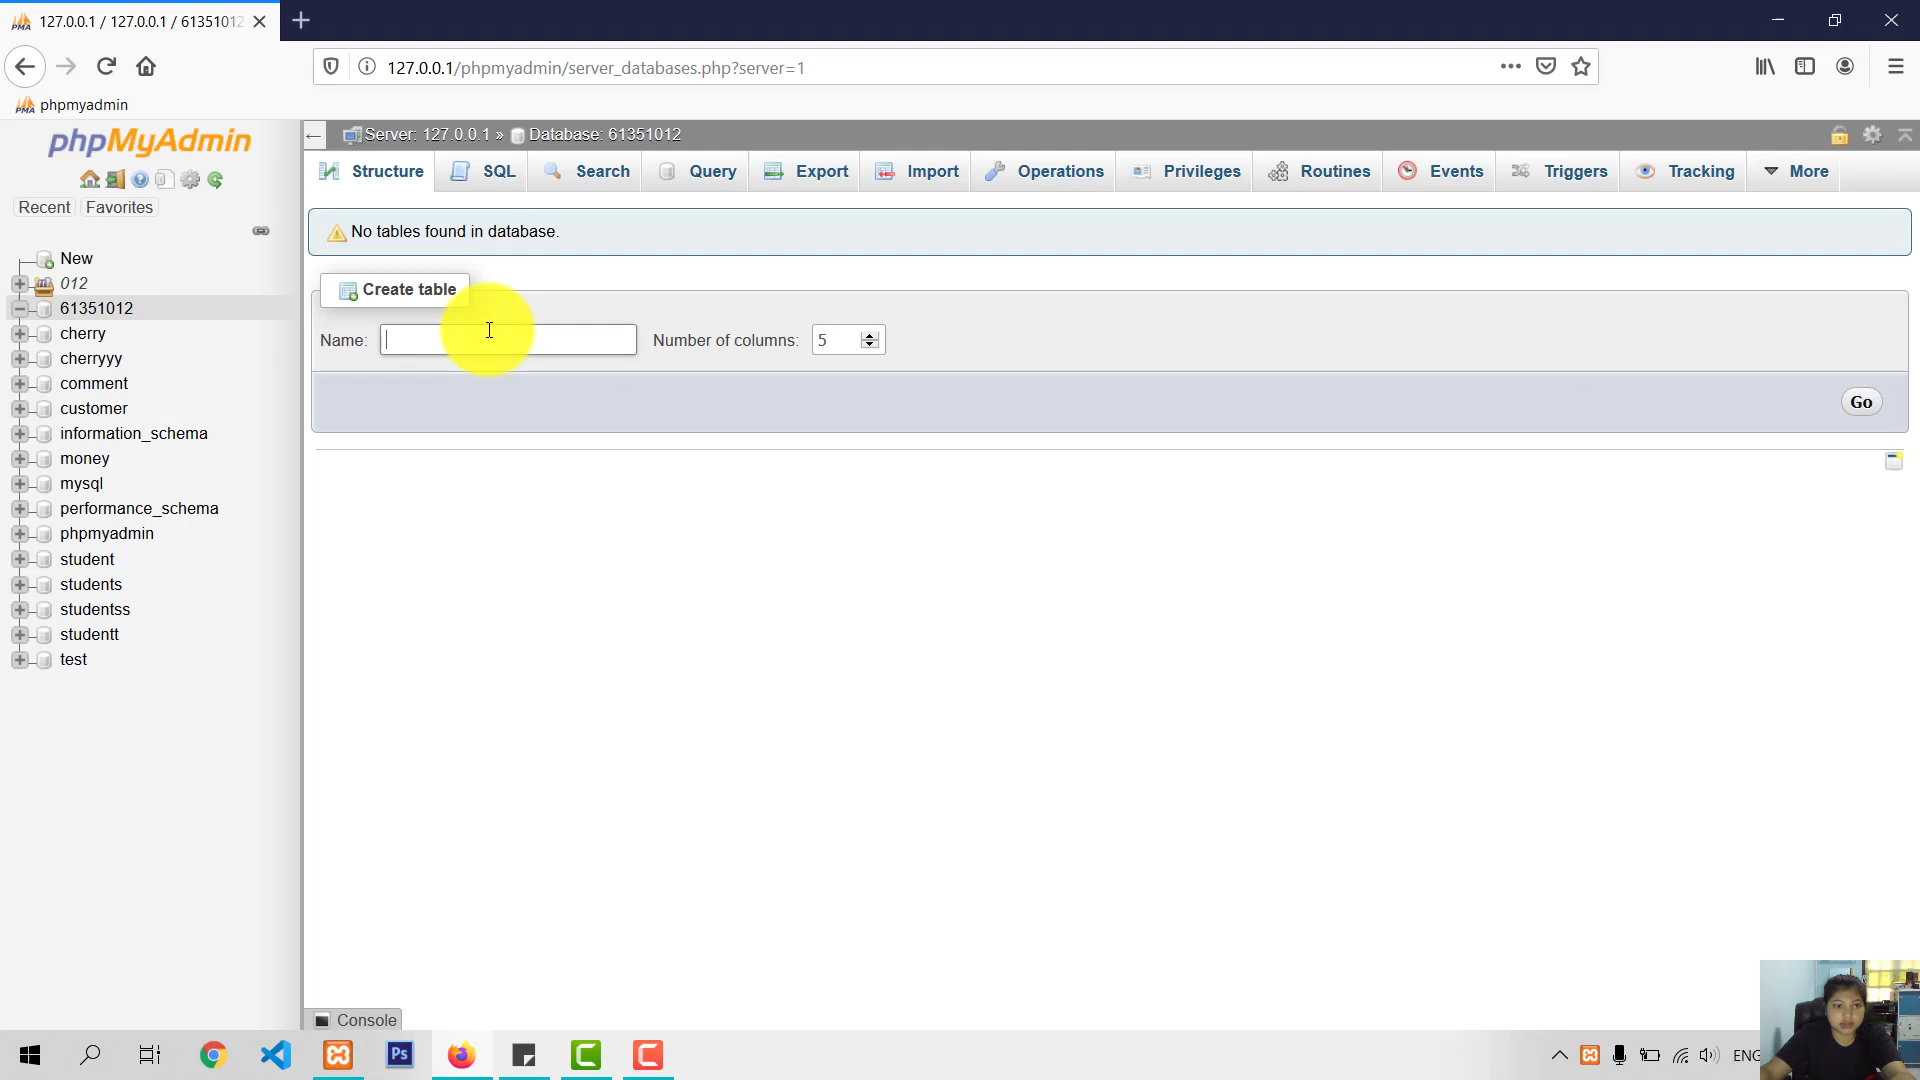 127.0.0.1 / 127.0.0.1 / 61351012
127.0.0.1/phpmyadmin/server_databases.php?server=1
PMA phpmyadmin
phpMyAdmin
Recent Favorites
New
012
61351012
cherry
cherryyy
comment
customer
information_schema
money
mysql
performance_schema
phpmyadmin
student
students
studentss
studentt
test
Server: 127.0.0.1 » Database: 61351012
Structure SQL Search Query Export Import Operations Privileges Routines Events Triggers Tracking More
No tables found in database.
Create table
Name: Number of columns: 5
Go
Console
Ps
ENG